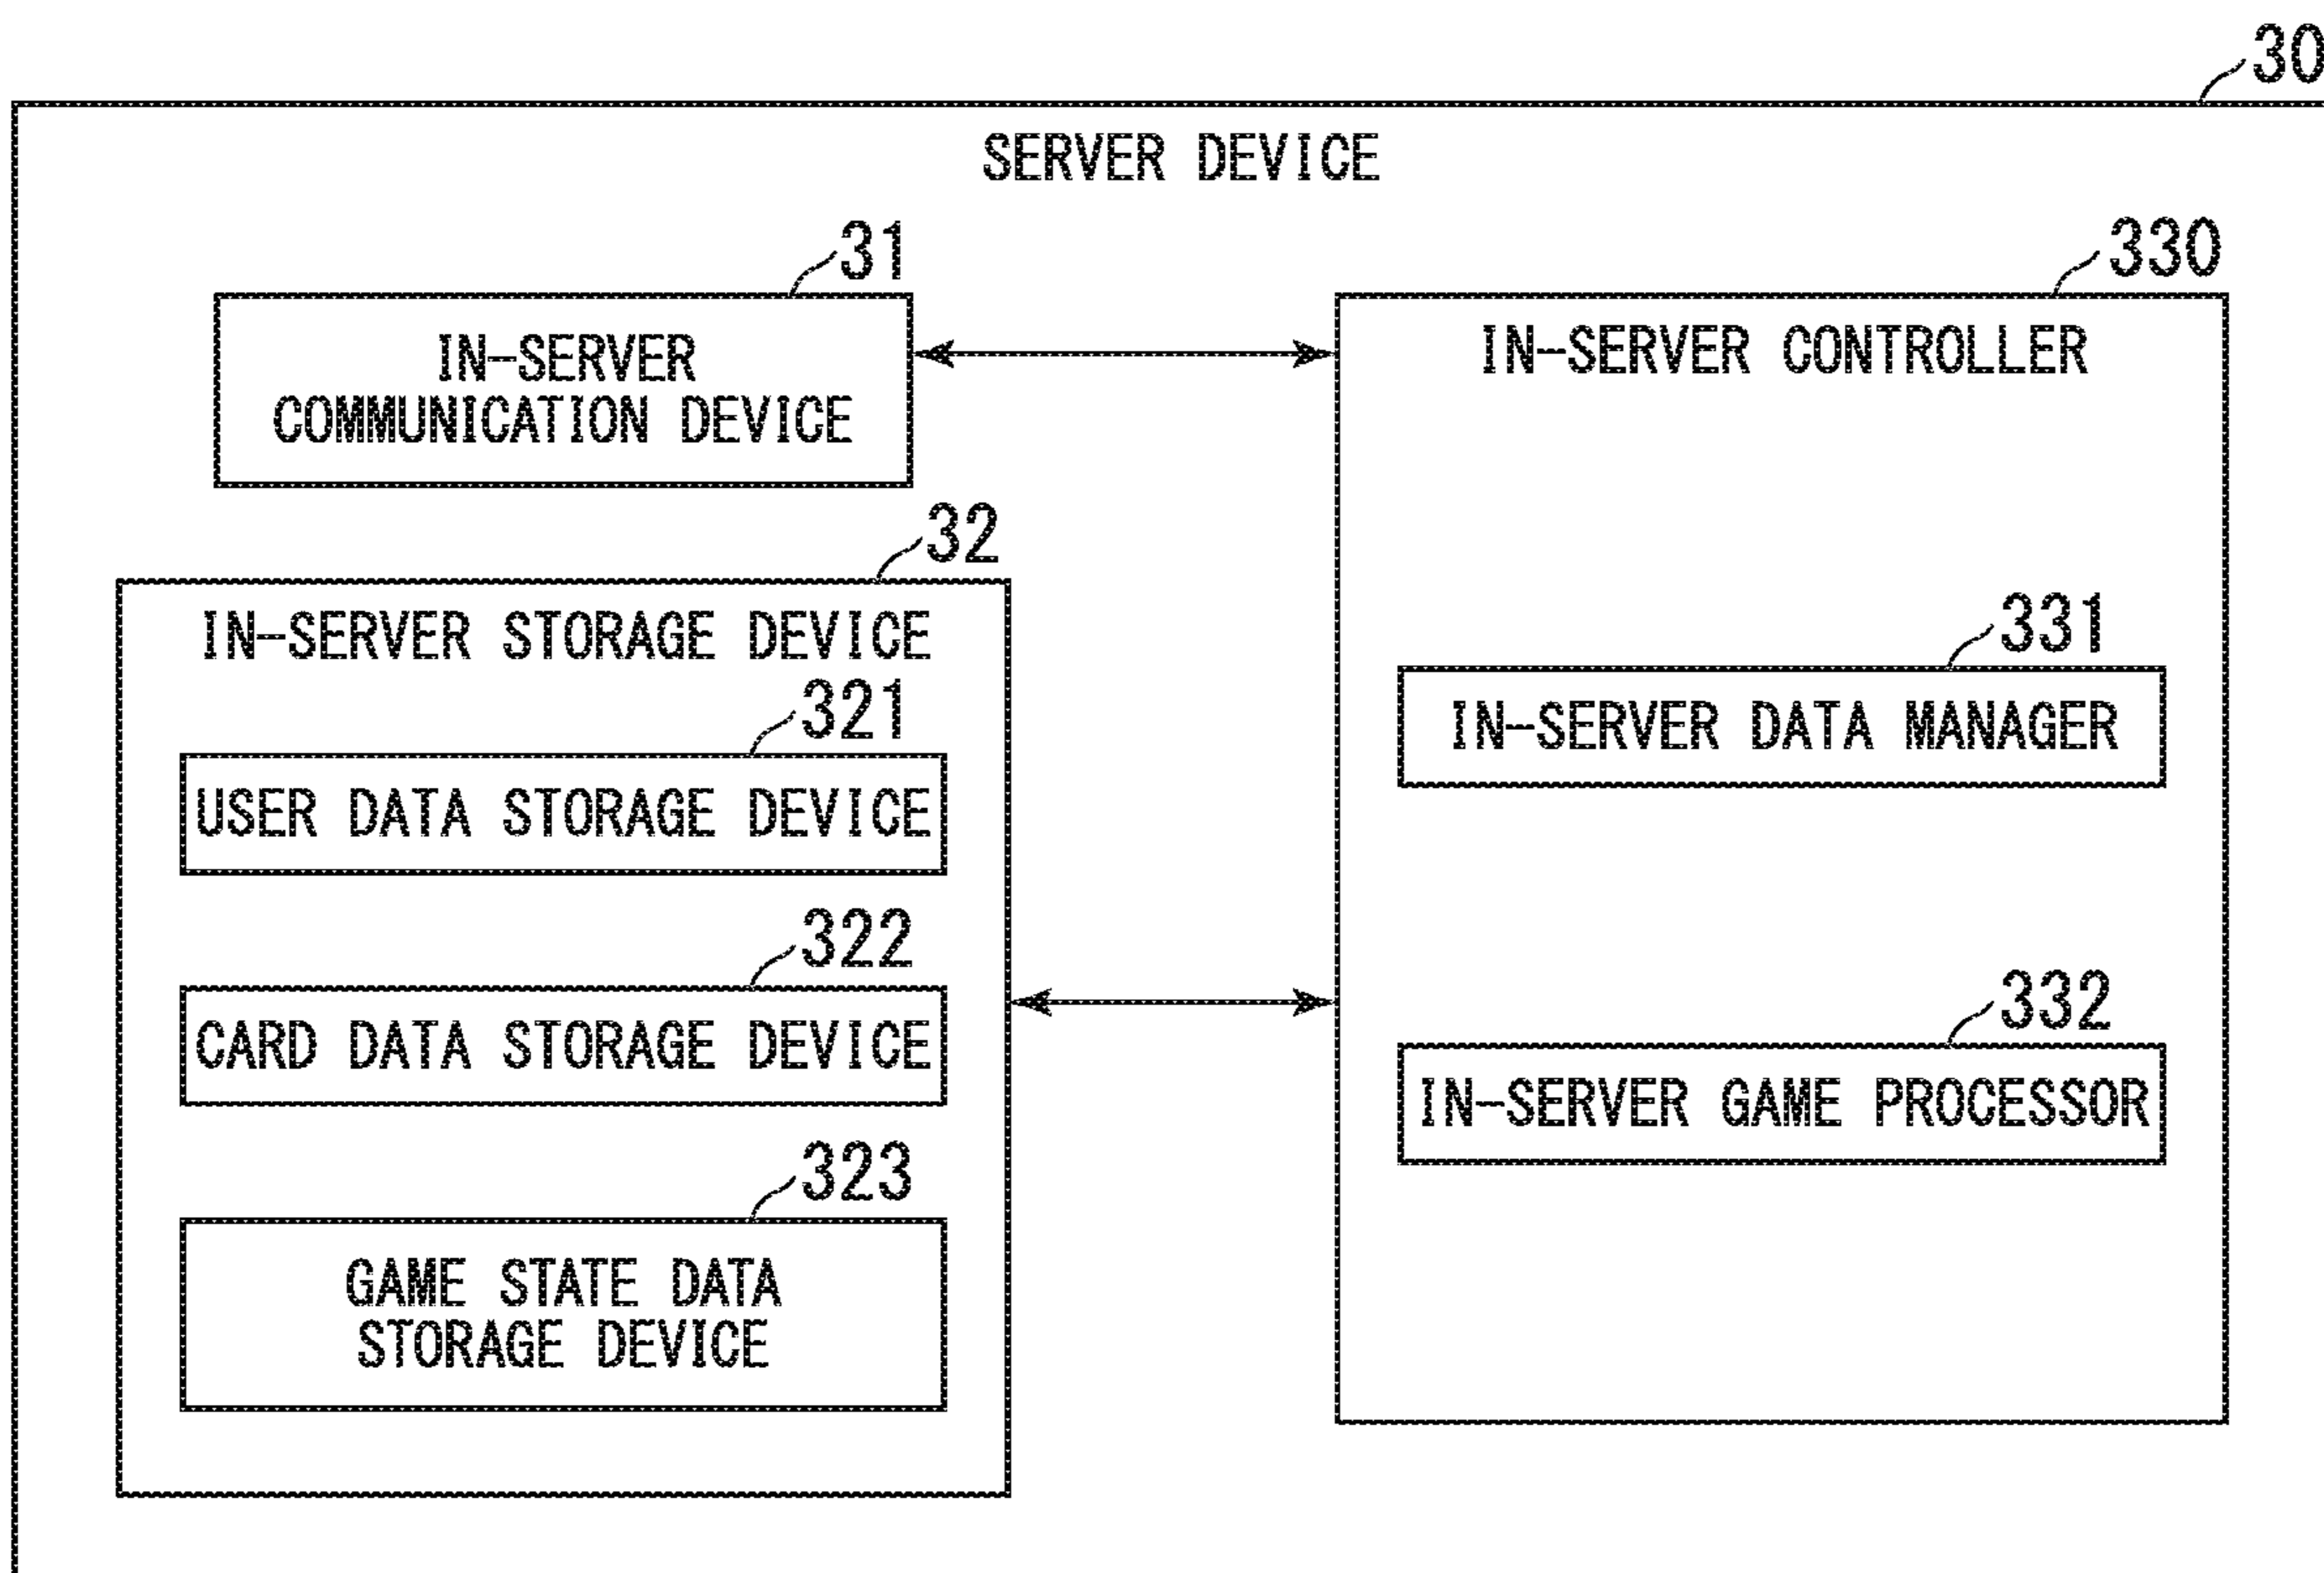 30
SERVER DEVICE
31
IN-SERVER
COMMUNICATION DEVICE
32
IN-SERVER STORAGE DEVICE
321
USER DATA STORAGE DEVICE
322
CARD DATA STORAGE DEVICE
323
GAME STATE DATA
STORAGE DEVICE
330
IN-SERVER CONTROLLER
331
IN-SERVER DATA MANAGER
332
IN-SERVER GAME PROCESSOR